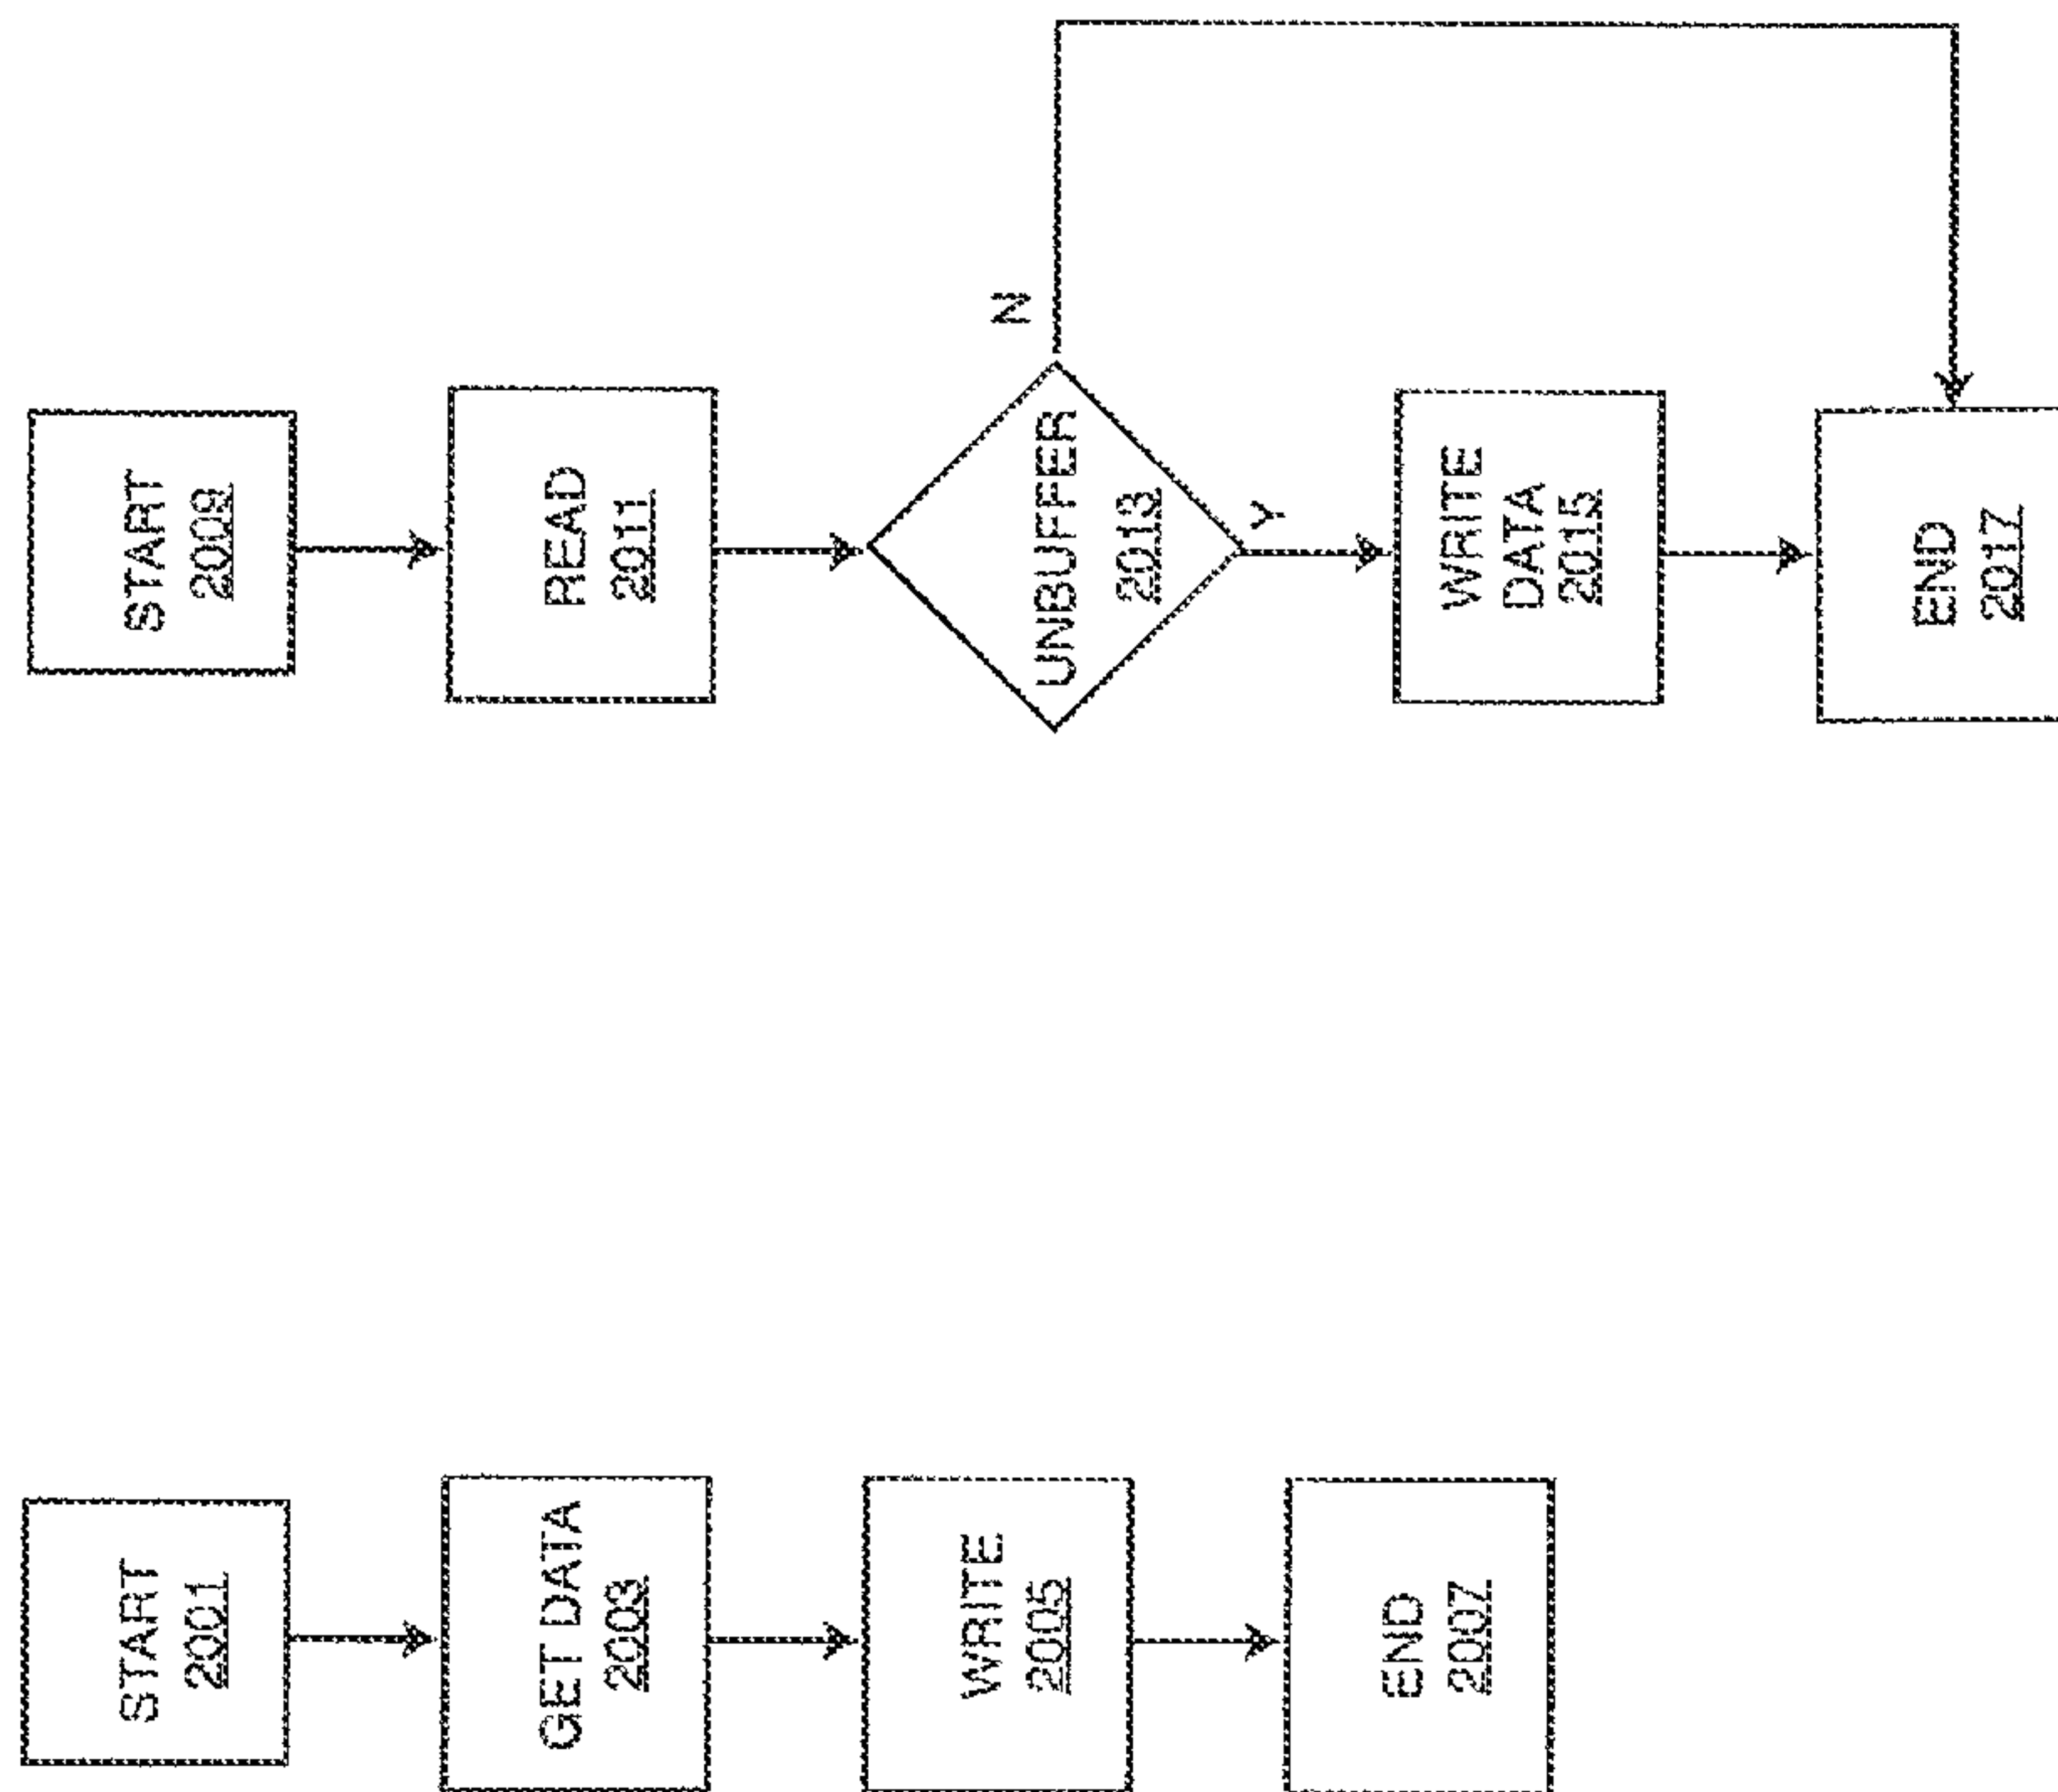 START
2001
GET DATA
2003
WRITE
2005
END
2007
START
2009
READ
2011
UNBUFFER
2013
N
Y
WRITE
DATA
2015
END
2017